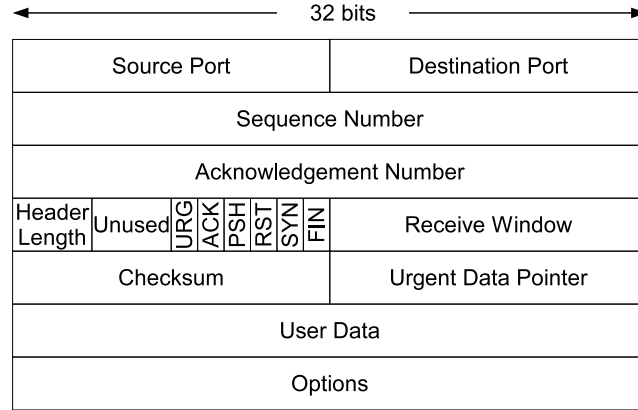 32 bits
Source Port
Destination Port
Sequence Number
Acknowledgement Number
Header
Length
Unused
URG
ACK
PSH
RST
SYN
FIN
Receive Window
Checksum
Urgent Data Pointer
User Data
Options